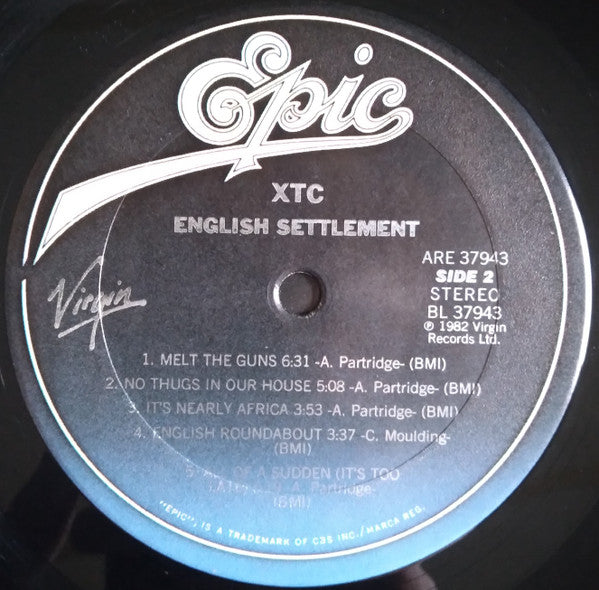 Epic
XTC
ENGLISH SETTLEMENT
Virgin
ARE 37943
SIDE 2
STEREO
BL 37943
℗ 1982 Virgin
Records Ltd.
1. MELT THE GUNS 6:31 -A. Partridge- (BMI)
2. NO THUGS IN OUR HOUSE 5:08 -A. Partridge- (BMI)
3. IT'S NEARLY AFRICA 3:53 -A. Partridge- (BMI)
4. ENGLISH ROUNDABOUT 3:37 -C. Moulding-
(BMI)
OF A SUDDEN (IT'S TOO
A. Partridge-
(BMI)
"EPIC", IS A TRADEMARK OF CBS INC./MARCA REG.